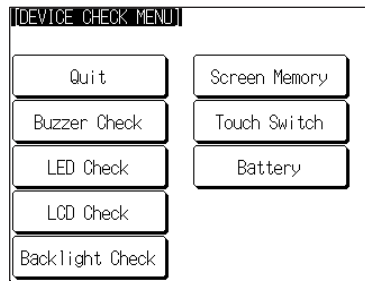 [DEVICE CHECK MENU]
Quit
Buzzer Check
LED Check
LCD Check
Backlight Check
Screen Memory
Touch Switch
Battery